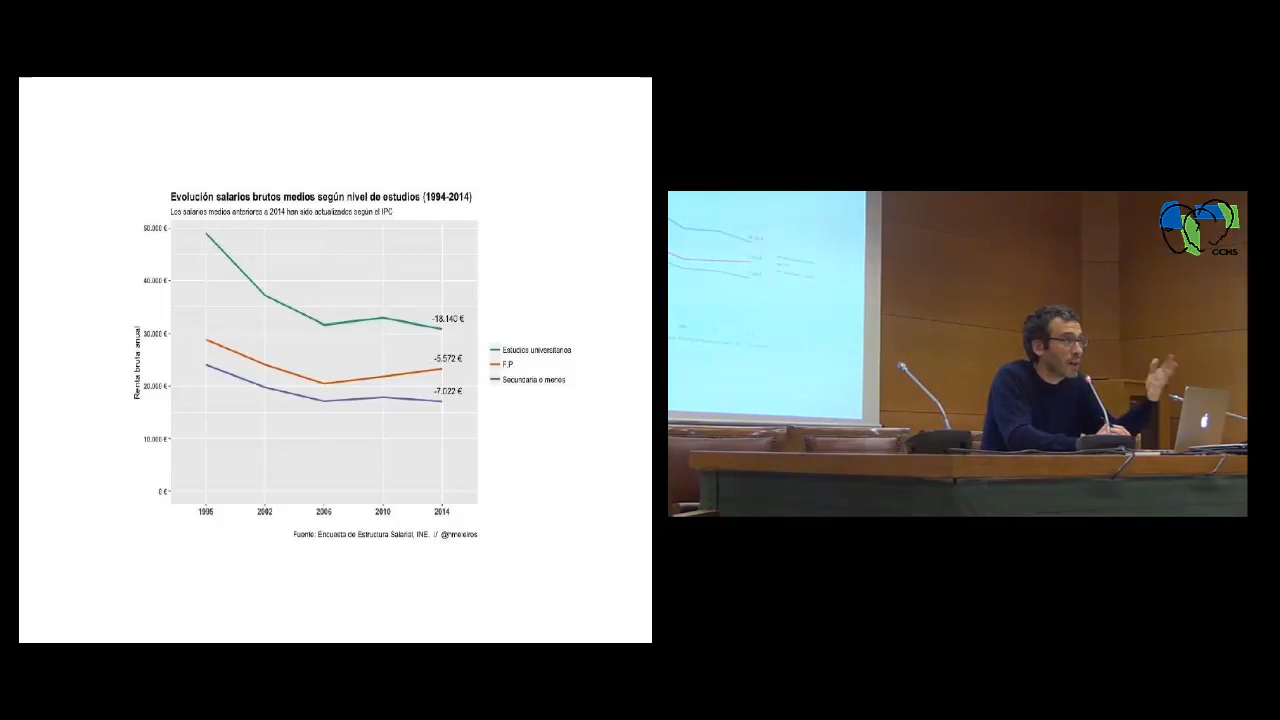 Evolución salarios brutos medios según nivel de estudios (1994-2014)
Los salarios medios anteriores a 2014 han sido actualizados según el IPC
50.000 €
40.000 €
30.000 €
20.000 €
10.000 €
0 €
Renta bruta anual
-18.140 €
-5.572 €
-7.022 €
Estudios universitarios
F.P.
Secundaria o menos
1995
2002
2006
2010
2014
Fuente: Encuesta de Estructura Salarial, INE. // @hmeleiros
CCHS